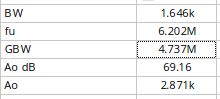 BW 1.646k
fu 6.202M
GBW 4.737M
Ao dB 69.16
Ao 2.871k